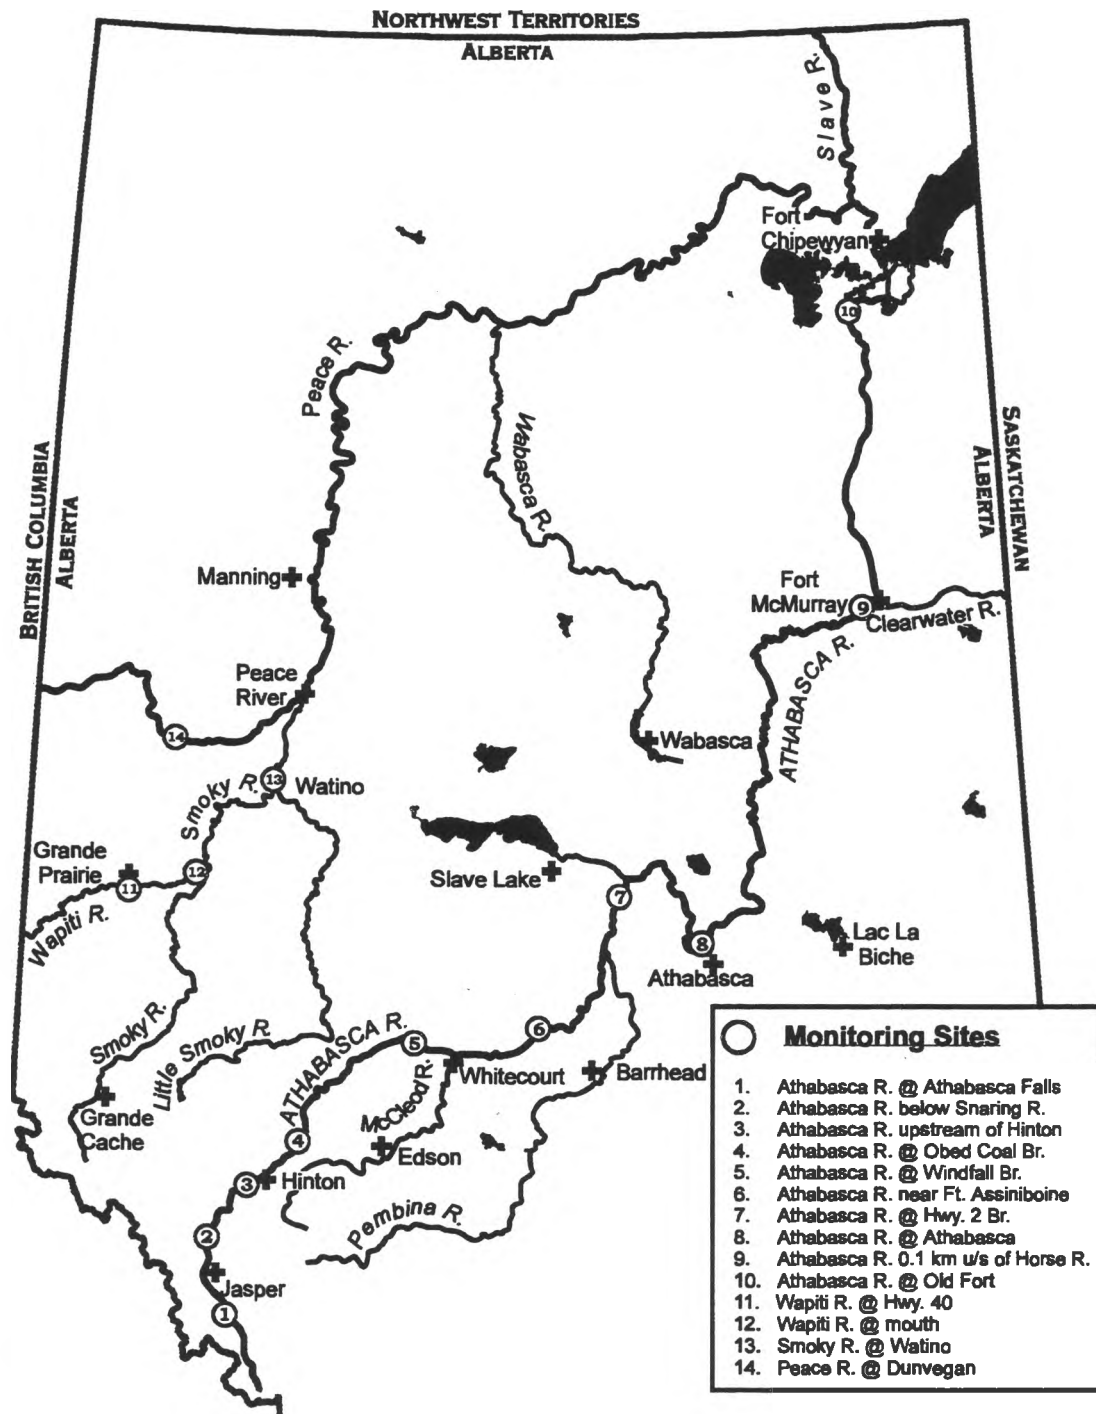 NORTHWEST TERRITORIES
ALBERTA
Slave R.
Fort
Chipewyan
10
Peace R.
Wabasca R.
BRITISH COLUMBIA
ALBERTA
SASKATCHEWAN
ALBERTA
Manning
Fort
McMurray
9
Clearwater R.
ATHABASCA R.
Peace
River
14
Wabasca
13
Watino
Smoky R.
Grande
Prairie
12
11
Wapiti R.
Slave Lake
7
8
Athabasca
Lac La
Biche
Smoky R.
Little Smoky R.
ATHABASCA R.
5
6
McCleod R.
Whitecourt
Barrhead
Grande
Cache
4
Edson
3
Hinton
Pembina R.
2
Jasper
1
Monitoring Sites
1. Athabasca R. @ Athabasca Falls
2. Athabasca R. below Snaring R.
3. Athabasca R. upstream of Hinton
4. Athabasca R. @ Obed Coal Br.
5. Athabasca R. @ Windfall Br.
6. Athabasca R. near Ft. Assiniboine
7. Athabasca R. @ Hwy. 2 Br.
8. Athabasca R. @ Athabasca
9. Athabasca R. 0.1 km u/s of Horse R.
10. Athabasca R. @ Old Fort
11. Wapiti R. @ Hwy. 40
12. Wapiti R. @ mouth
13. Smoky R. @ Watino
14. Peace R. @ Dunvegan